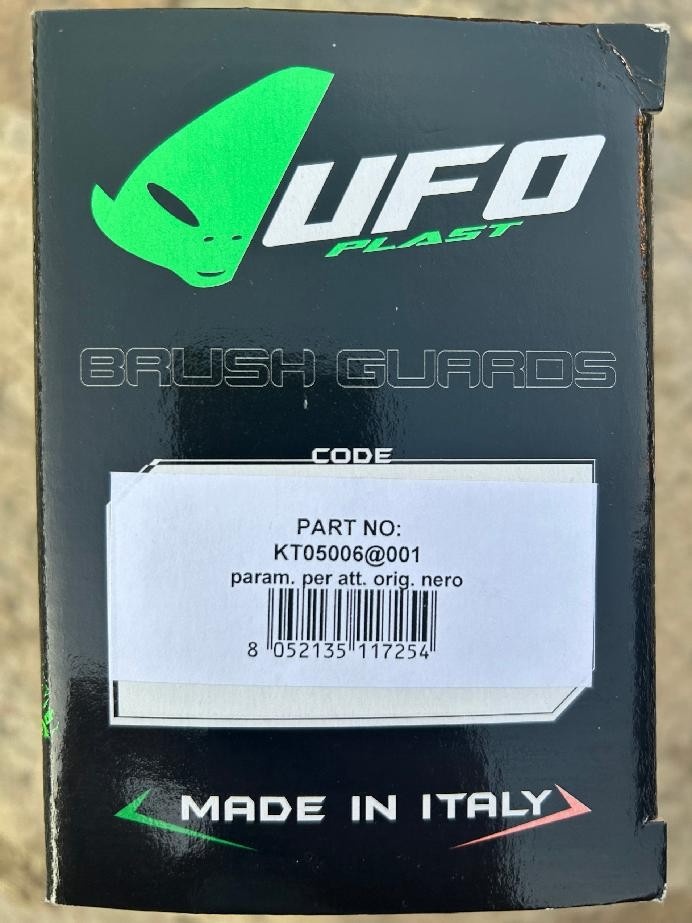 UFO
PLAST
BRUSH GUARDS
CODE
PART NO:
KT05006@001
param. per att. orig. nero
8 052135 117254
MADE IN ITALY